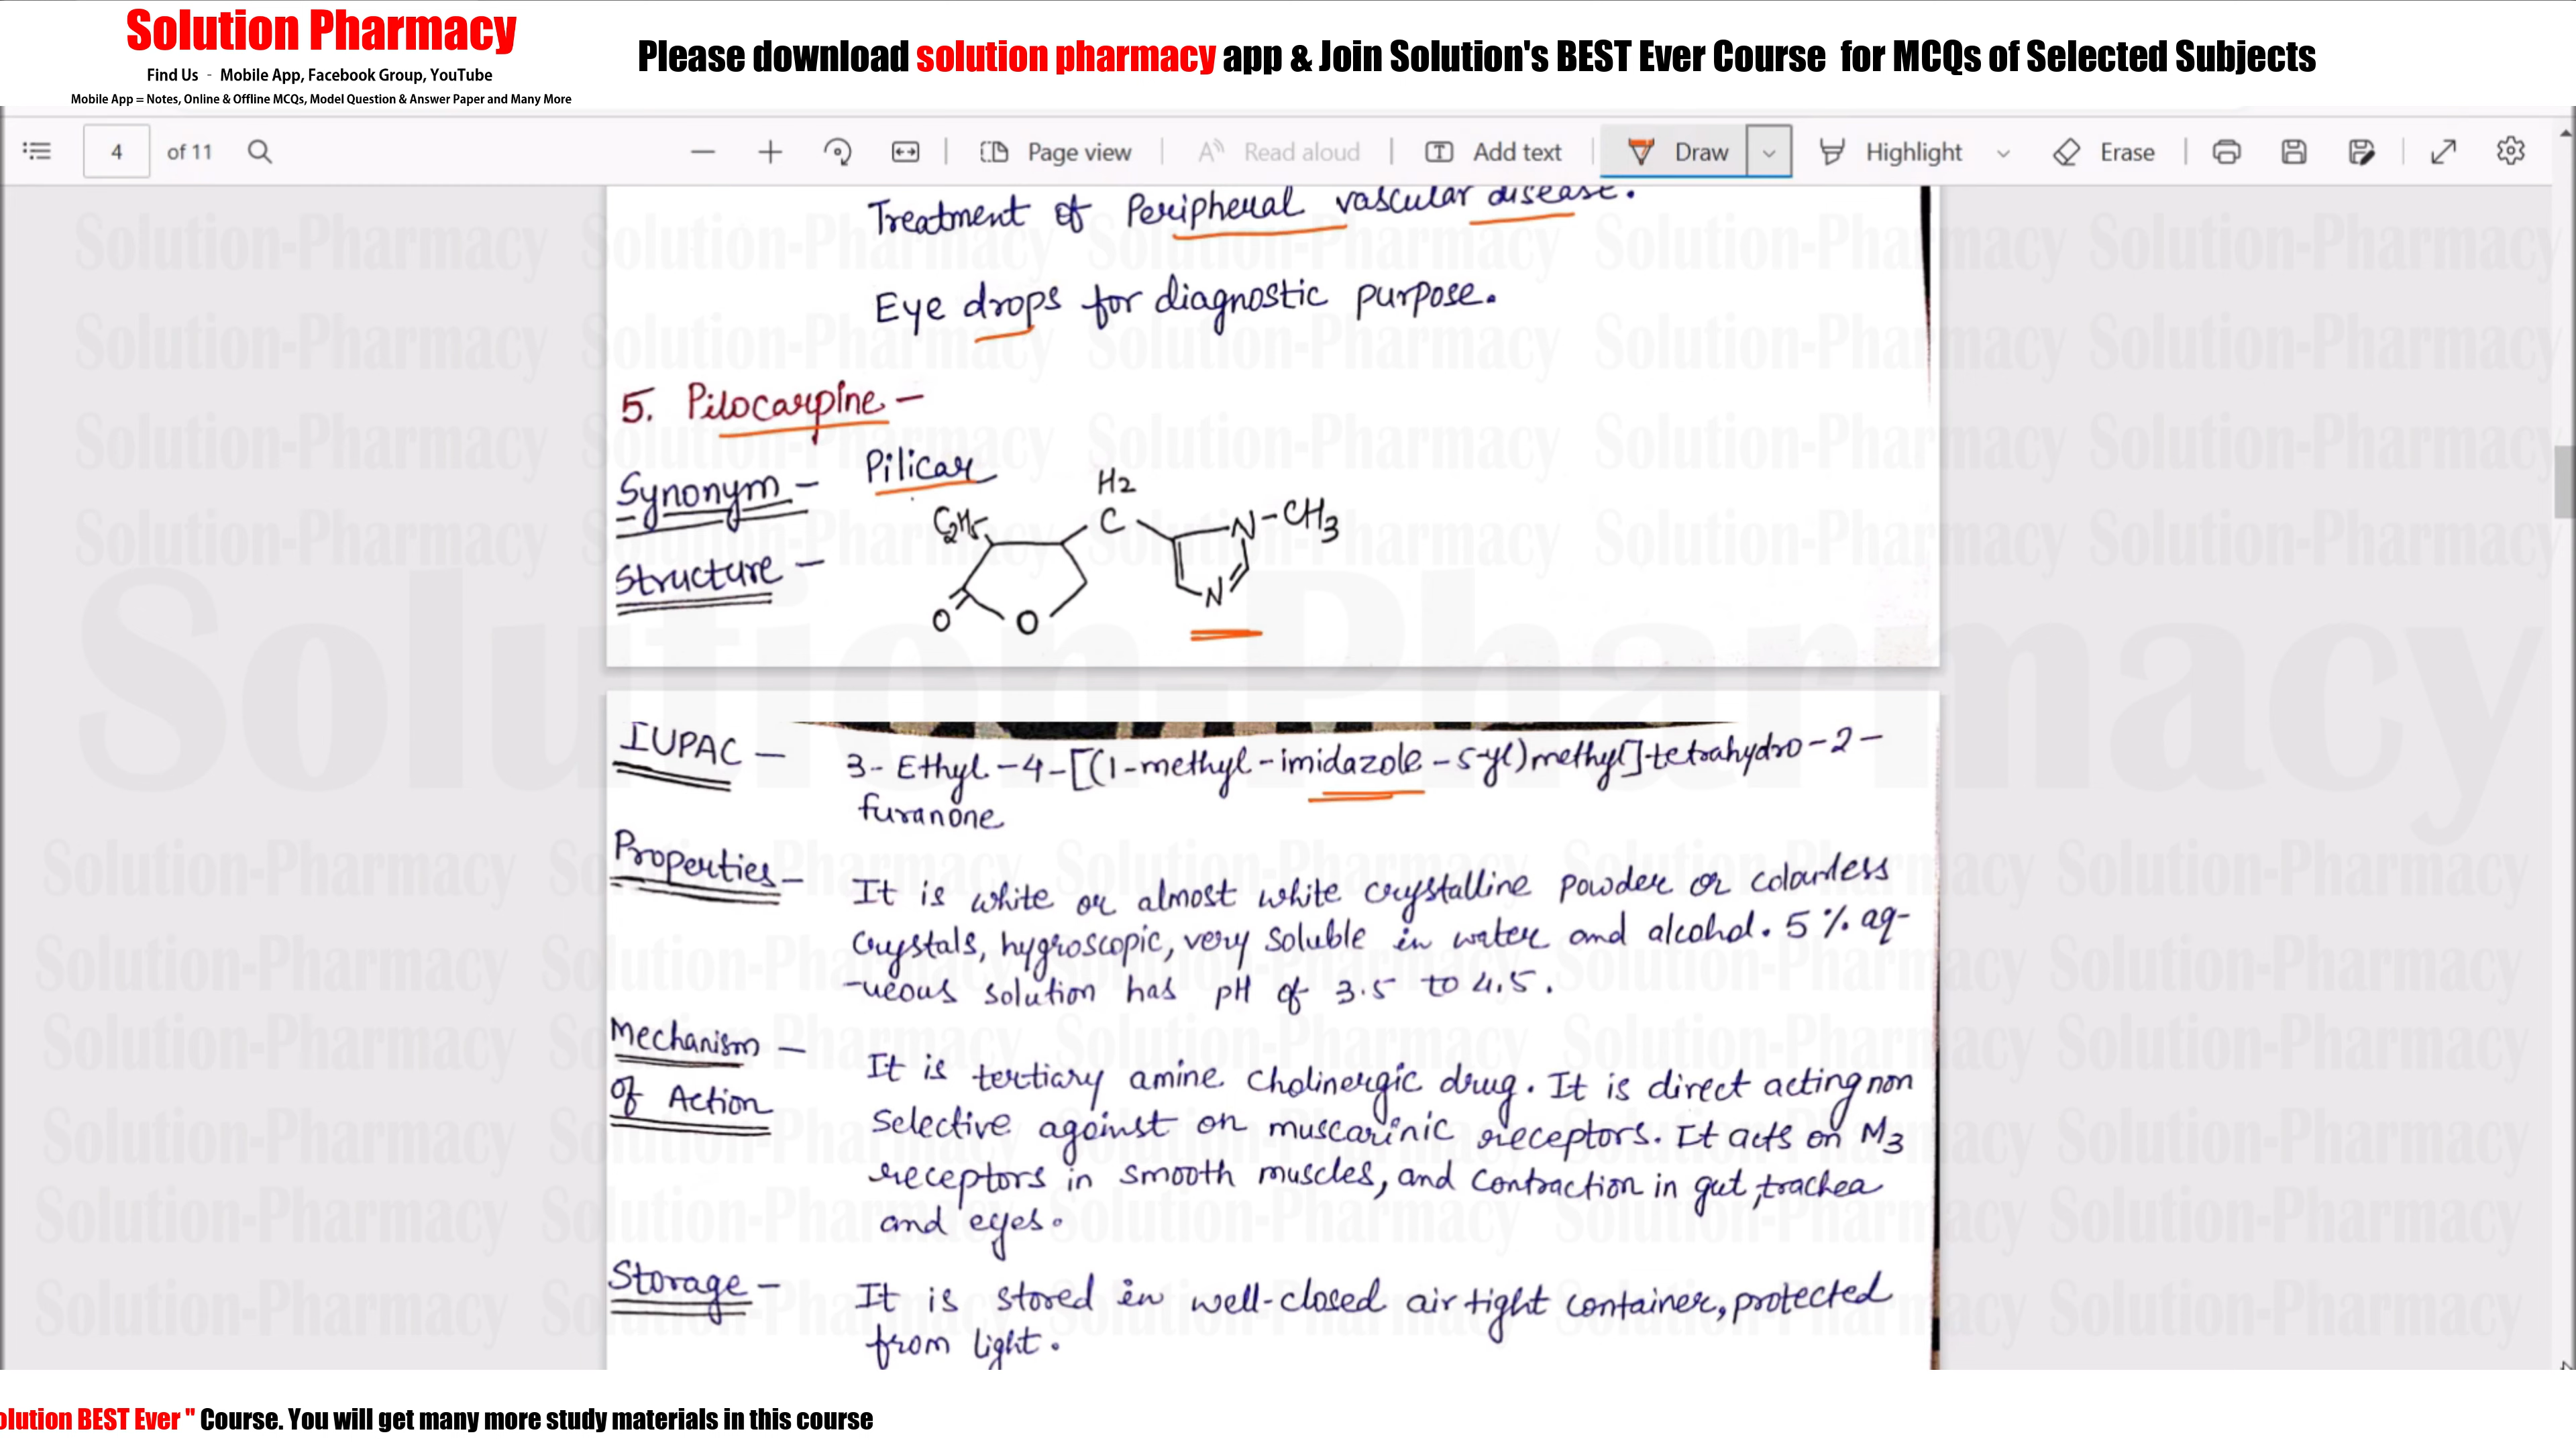 Solution Pharmacy
Find Us - Mobile App, Facebook Group, YouTube
Mobile App = Notes, Online & Offline MCQs, Model Question & Answer Paper and Many More
Please download solution pharmacy app & Join Solution's BEST Ever Course for MCQs of Selected Subjects
4 of 11
Page view
Read aloud
Add text
Draw
Highlight
Erase
Treatment of Peripheral vascular disease.
Eye drops for diagnostic purpose.
5. Pilocarpine -
Synonym - Pilicar
Structure -
H2
C2H5 C N-CH3
N
O O
IUPAC - 3-Ethyl-4-[(1-methyl-imidazole-5-yl)methyl]-tetrahydro-2-
furanone
Properties - It is white or almost white crystalline powder or colourless
crystals, hygroscopic, very soluble in water and alcohol. 5% aq-
-ueous solution has pH of 3.5 to 4.5.
Mechanism -
of Action
It is tertiary amine cholinergic drug. It is direct acting non
selective against on muscarinic receptors. It acts on M3
receptors in smooth muscles, and contraction in gut, trachea
and eyes.
Storage - It is stored in well-closed air tight container, protected
from light.
Solution-Pharmacy
olution BEST Ever " Course. You will get many more study materials in this course